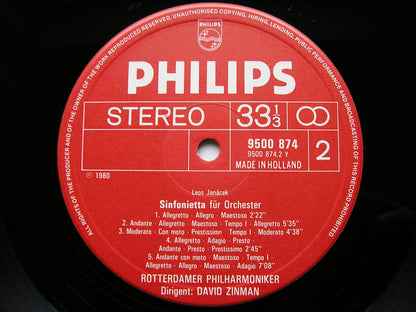 ALL RIGHTS OF THE PRODUCER AND OF THE OWNER OF THE WORK REPRODUCED RESERVED. UNAUTHORISED COPYING, HIRING, LENDING, PUBLIC PERFORMANCE AND BROADCASTING OF THIS RECORD PROHIBITED.
PHILIPS
PHILIPS
STEREO
33 1/3
9500 874
9500 874.2 Y
MADE IN HOLLAND
2
℗ 1980
Leos Janácek
Sinfonietta für Orchester
1. Allegretto - Allegro - Maestoso 2'22"
2. Andante - Allegretto - Maestoso - Tempo I - Allegretto 5'35"
3. Moderato - Con moto - Prestissimo - Tempo I - Moderato 4'38"
4. Allegretto - Adagio - Presto -
Andante - Presto - Prestissimo 2'45"
5. Andante con moto - Maestoso - Tempo I -
Allegretto - Allegro - Maestoso - Adagio 7'08"
ROTTERDAMER PHILHARMONIKER
Dirigent: DAVID ZINMAN